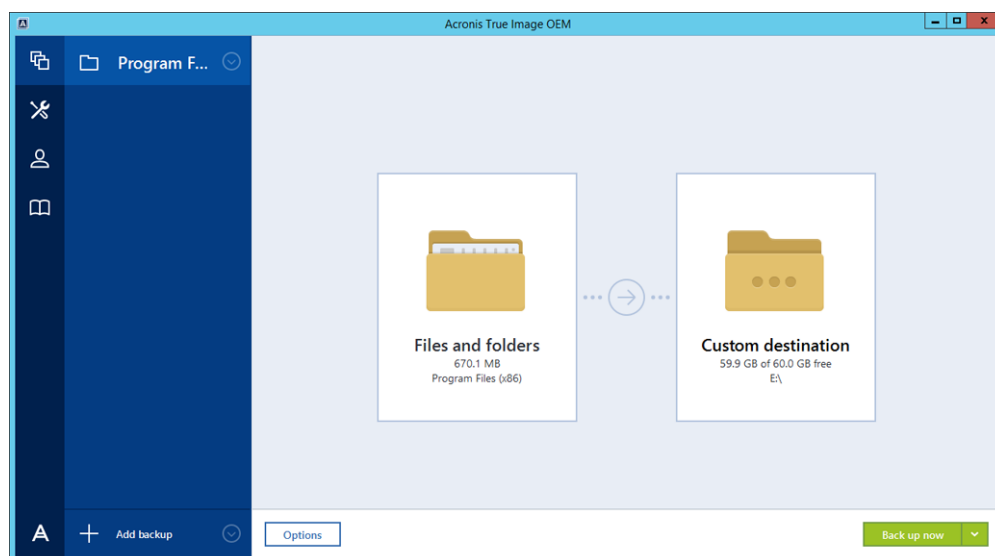 Acronis True Image OEM
Program F...
Files and folders
670.1 MB
Program Files (x86)
Custom destination
59.9 GB of 60.0 GB free
E:\
Add backup
Options
Back up now